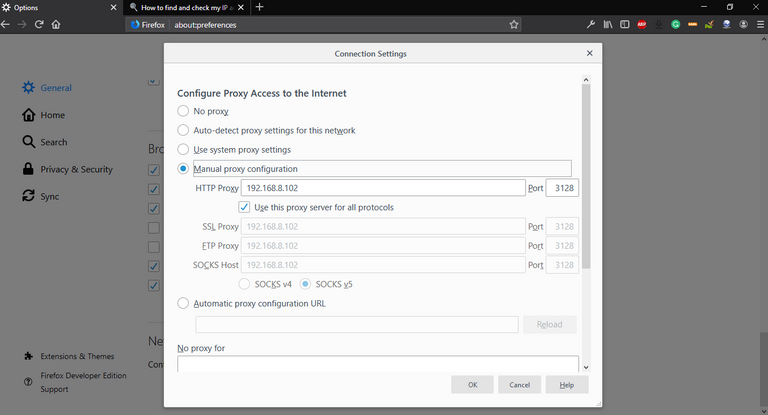 Options
How to find and check my IP
Firefox
about:preferences
General
Home
Search
Privacy & Security
Sync
Extensions & Themes
Firefox Developer Edition
Support
Connection Settings
Configure Proxy Access to the Internet
No proxy
Auto-detect proxy settings for this network
Use system proxy settings
Manual proxy configuration
HTTP Proxy 192.168.8.102 Port 3128
Use this proxy server for all protocols
SSL Proxy 192.168.8.102 Port 3128
FTP Proxy 192.168.8.102 Port 3128
SOCKS Host 192.168.8.102 Port 3128
SOCKS v4 SOCKS v5
Automatic proxy configuration URL
Reload
No proxy for
OK Cancel Help